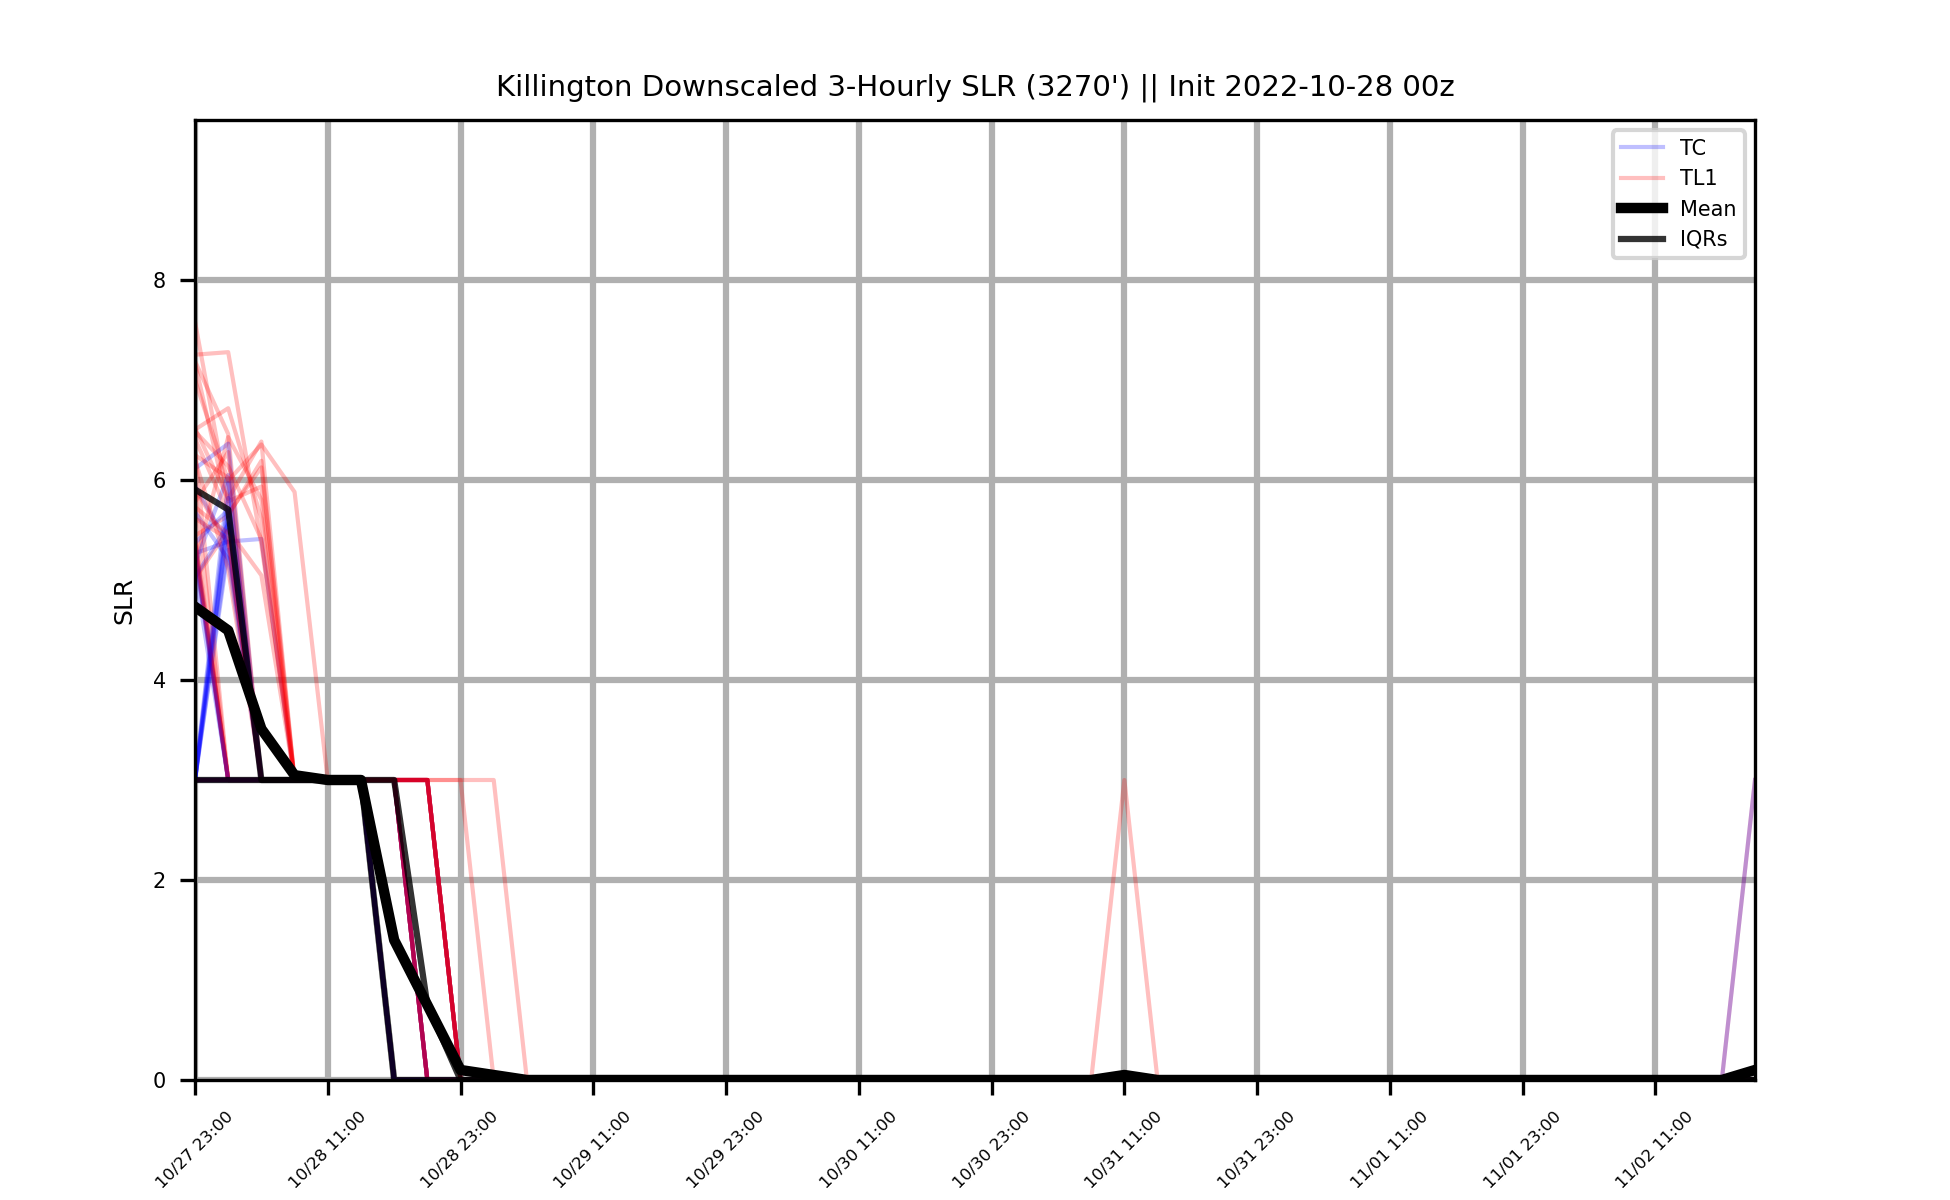 Killington Downscaled 3-Hourly SLR (3270') || Init 2022-10-28 00z
TC
TL1
Mean
IQRs
SLR
8
6
4
2
0
10/27 23:00
10/28 11:00
10/28 23:00
10/29 11:00
10/29 23:00
10/30 11:00
10/30 23:00
10/31 11:00
10/31 23:00
11/01 11:00
11/01 23:00
11/02 11:00